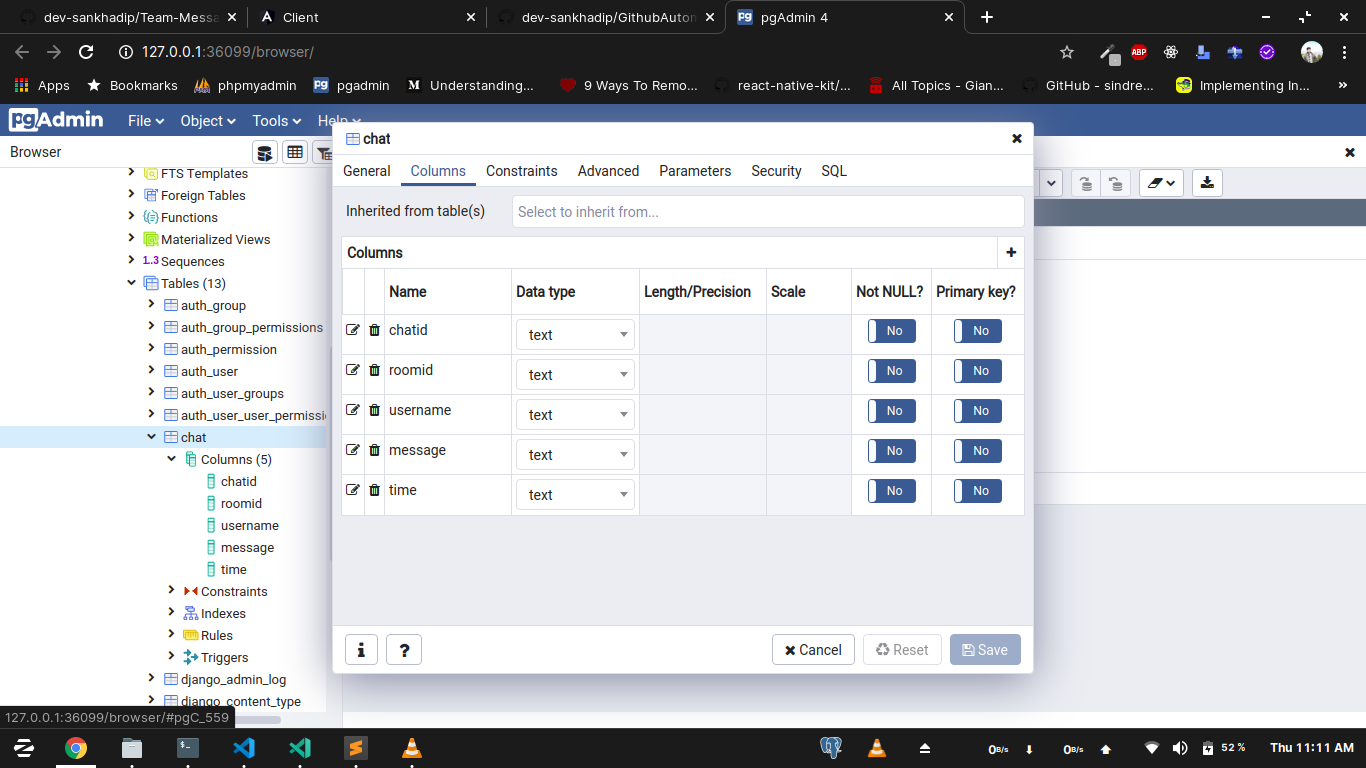 dev-sankhadip/Team-Messa
Client
dev-sankhadip/GithubAutom
pgAdmin 4
127.0.0.1:36099/browser/
ABP
Apps
Bookmarks
phpmyadmin
pgadmin
Understanding...
9 Ways To Remo...
react-native-kit/...
All Topics - Gian...
GitHub - sindre...
Implementing In...
»
pgAdmin
File
Object
Tools
Help
Browser
FTS Templates
Foreign Tables
Functions
Materialized Views
1..3 Sequences
Tables (13)
auth_group
auth_group_permissions
auth_permission
auth_user
auth_user_groups
auth_user_user_permissi
chat
Columns (5)
chatid
roomid
username
message
time
Constraints
Indexes
Rules
Triggers
django_admin_log
django_content_type
127.0.0.1:36099/browser/#pgC_559
chat
General Columns Constraints Advanced Parameters Security SQL
Inherited from table(s) Select to inherit from...
Columns
Name Data type Length/Precision Scale Not NULL? Primary key?
chatid text No No
roomid text No No
username text No No
message text No No
time text No No
i ? Cancel Reset Save
0B/s 0B/s 52 % Thu 11:11 AM